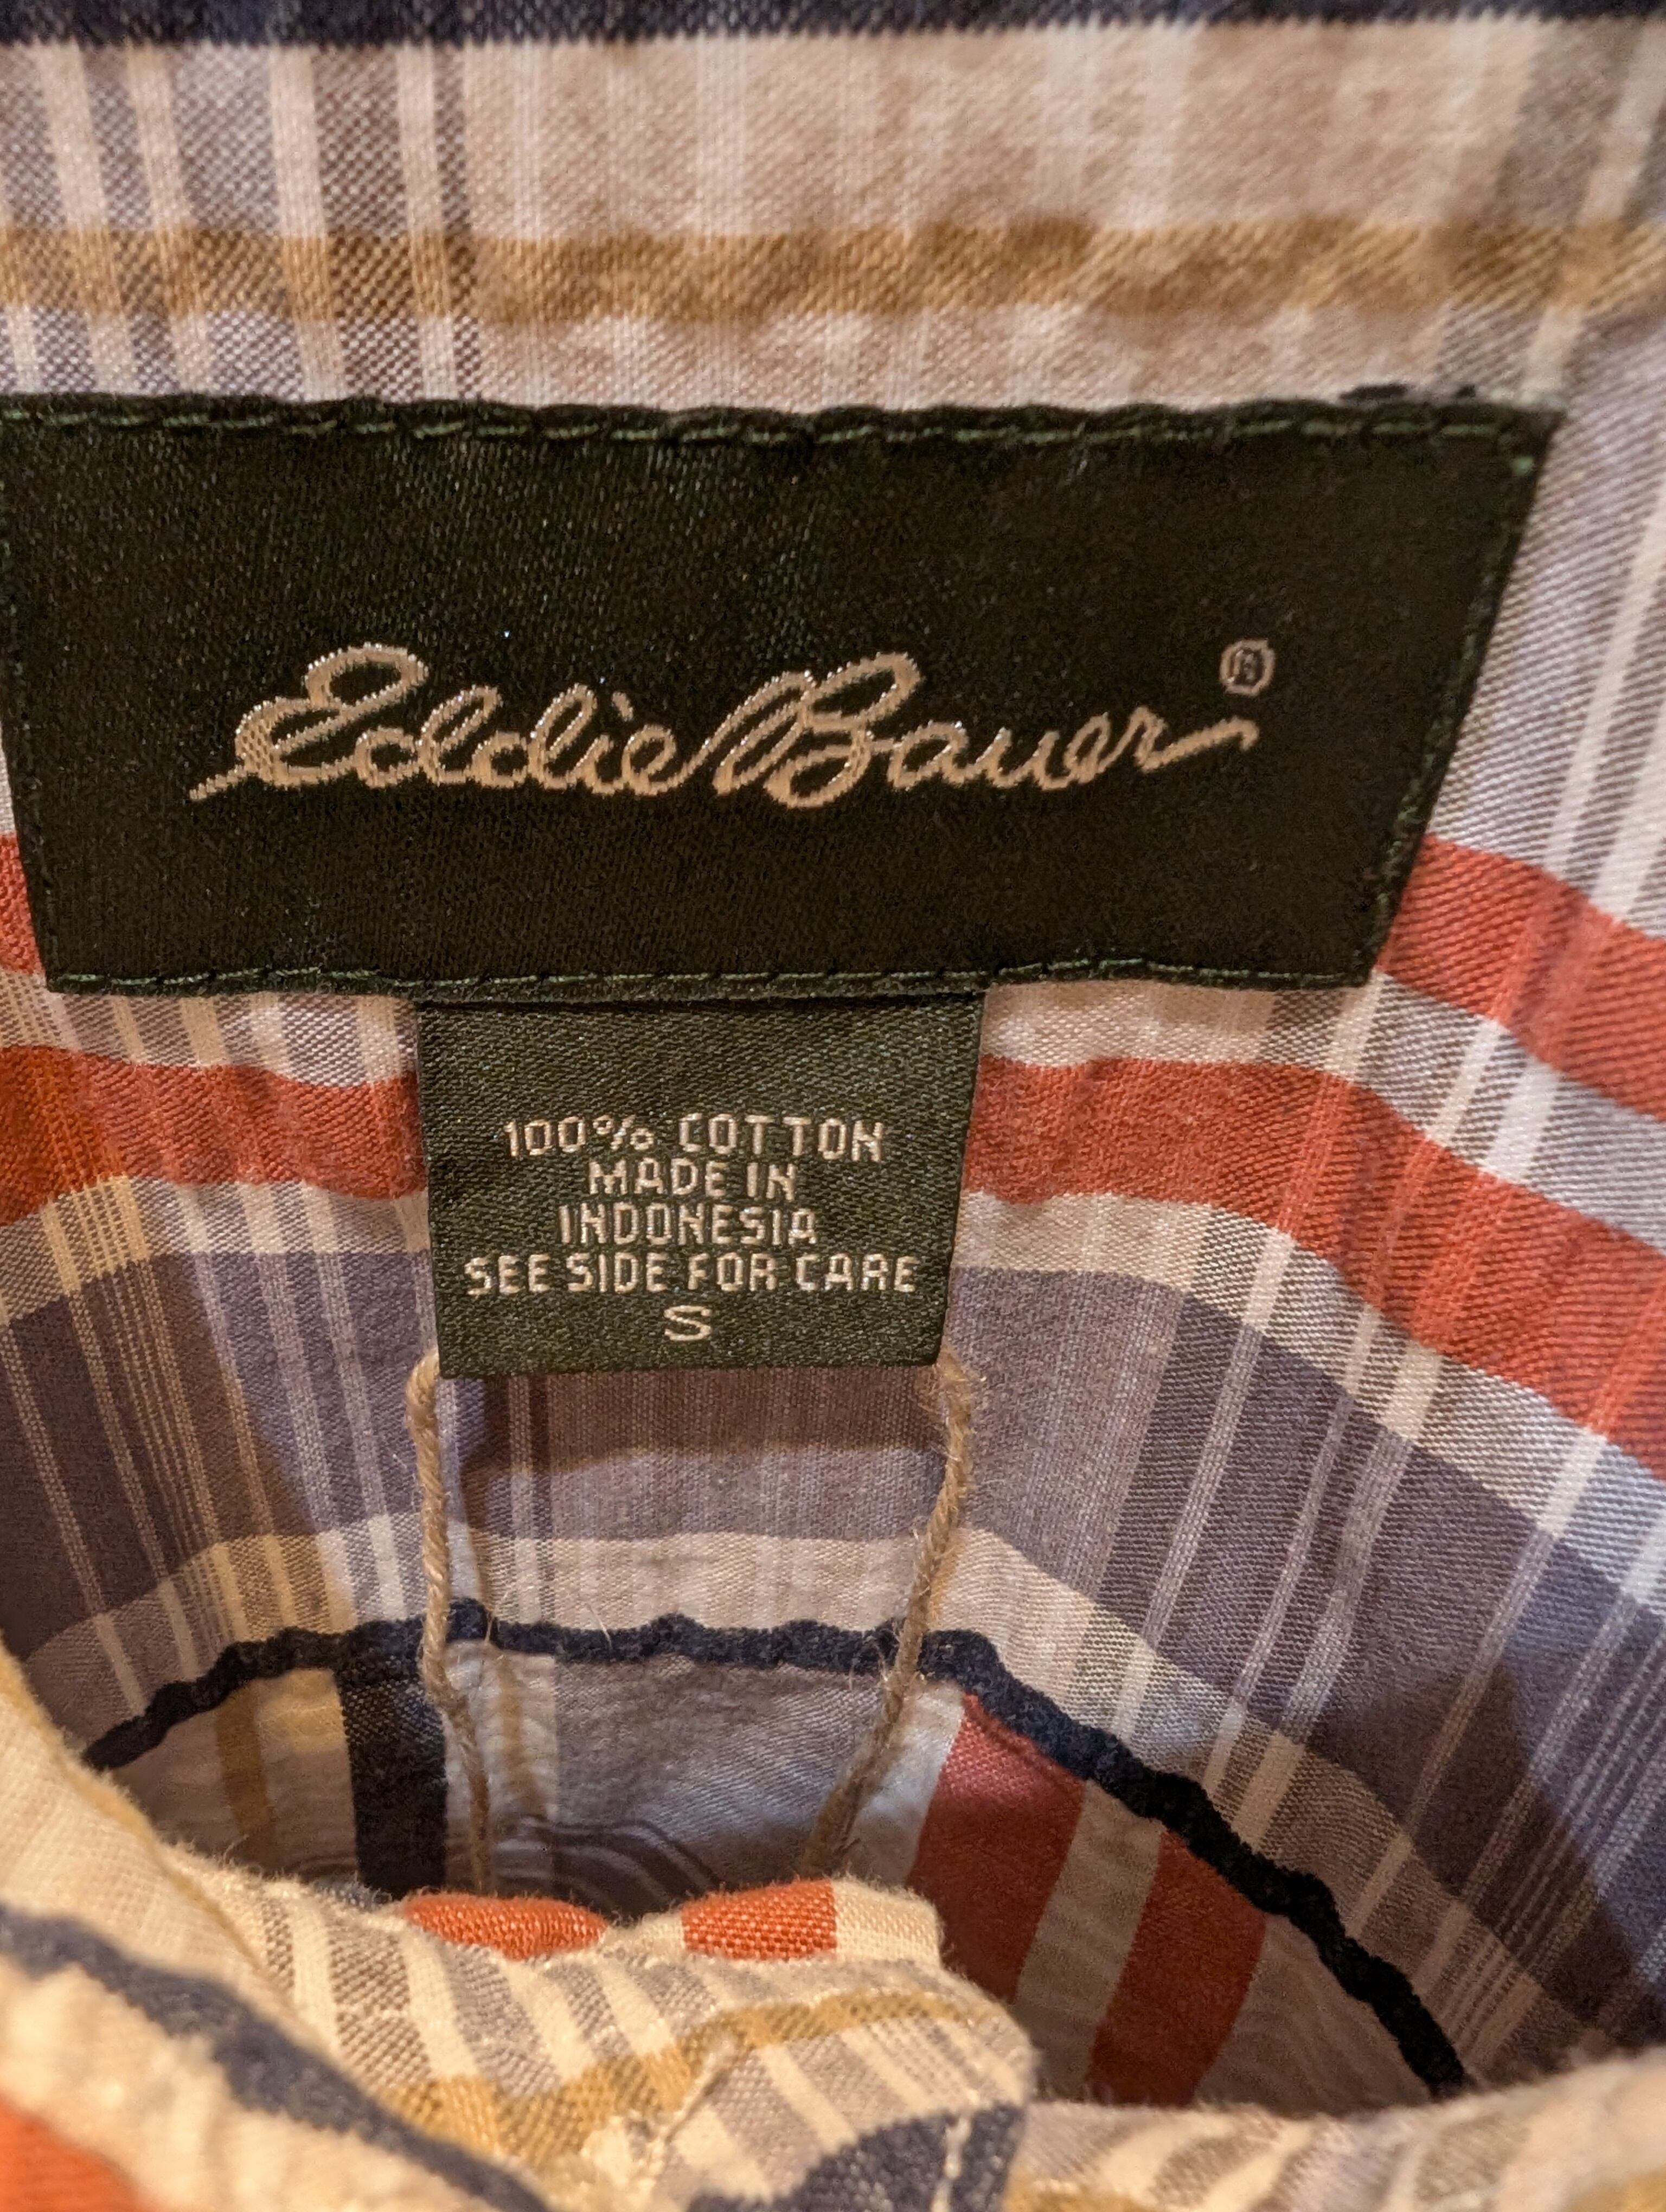 Eddie Bauer®
100% COTTON
MADE IN
INDONESIA
SEE SIDE FOR CARE
S